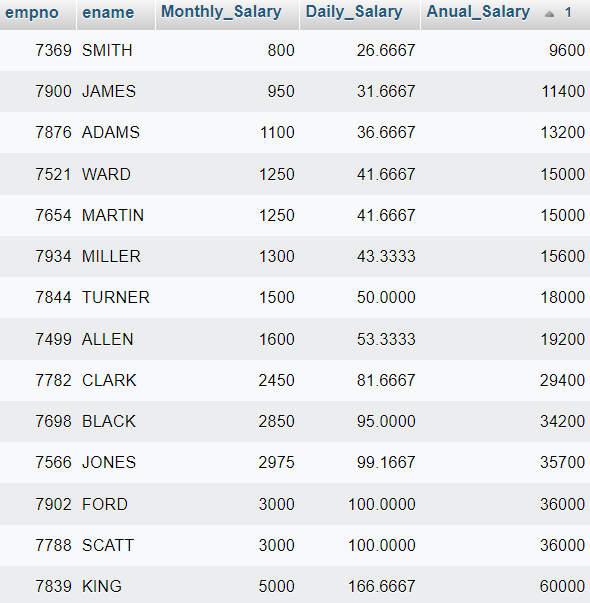 empno ename Monthly_Salary Daily_Salary Anual_Salary 1
7369 SMITH 800 26.6667 9600
7900 JAMES 950 31.6667 11400
7876 ADAMS 1100 36.6667 13200
7521 WARD 1250 41.6667 15000
7654 MARTIN 1250 41.6667 15000
7934 MILLER 1300 43.3333 15600
7844 TURNER 1500 50.0000 18000
7499 ALLEN 1600 53.3333 19200
7782 CLARK 2450 81.6667 29400
7698 BLACK 2850 95.0000 34200
7566 JONES 2975 99.1667 35700
7902 FORD 3000 100.0000 36000
7788 SCATT 3000 100.0000 36000
7839 KING 5000 166.6667 60000